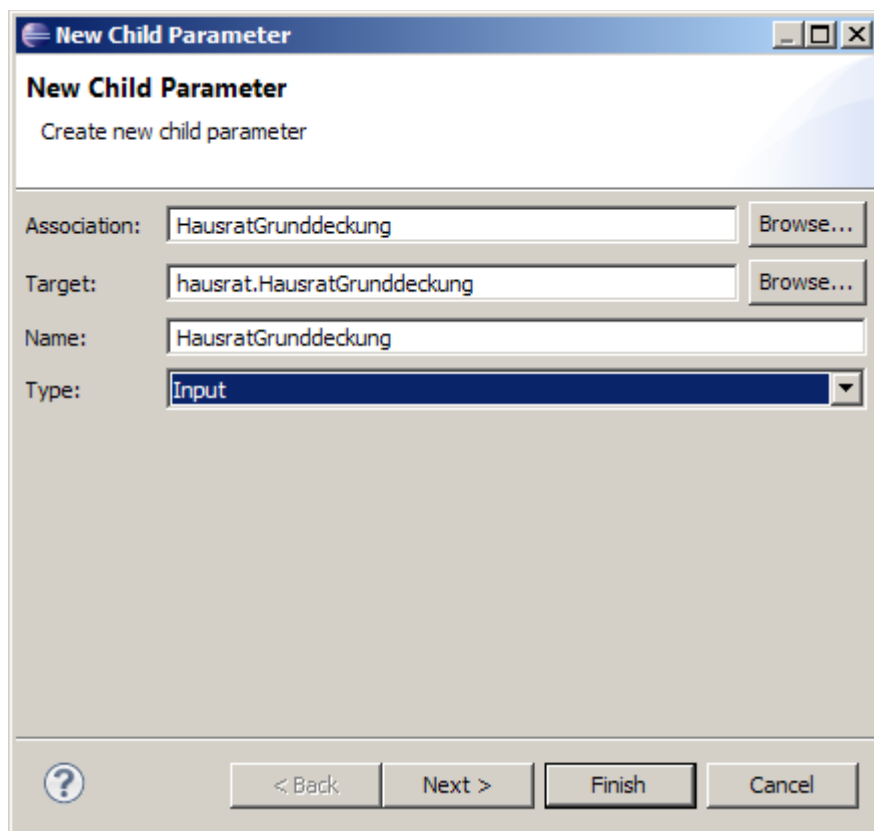 New Child Parameter
New Child Parameter
Create new child parameter
Association: HausratGrunddeckung Browse...
Target: hausrat.HausratGrunddeckung Browse...
Name: HausratGrunddeckung
Type: Input
? < Back Next > Finish Cancel